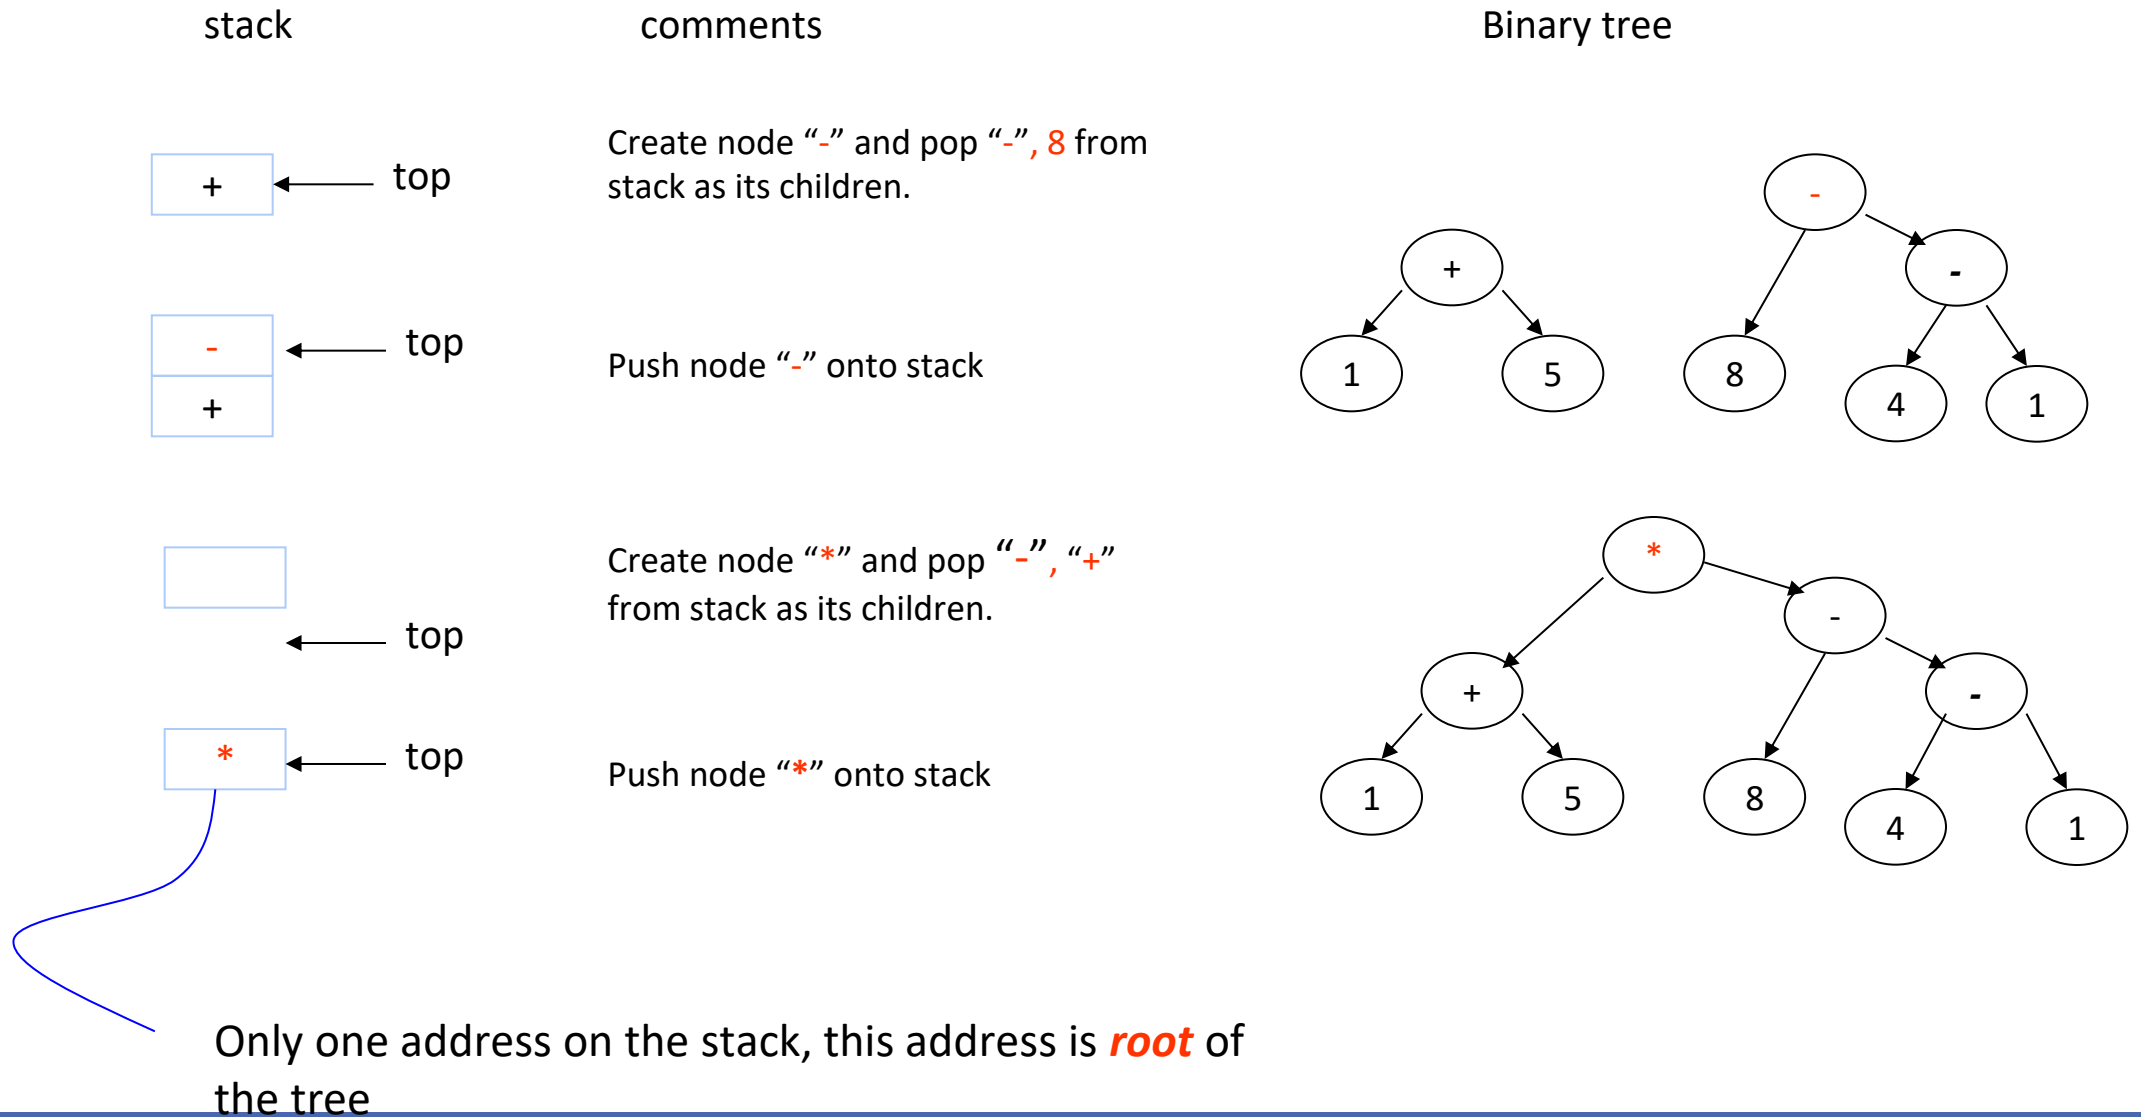 stack comments Binary tree
Create node “-” and pop “-”, 8 from
stack as its children.
+ top
-
+ -
- top
+
Push node “-” onto stack
1 5 8 4 1
Create node “*” and pop “-”, “+”
from stack as its children.
top
*
-
+ -
* top
Push node “*” onto stack
1 5 8 4 1
Only one address on the stack, this address is root of
the tree